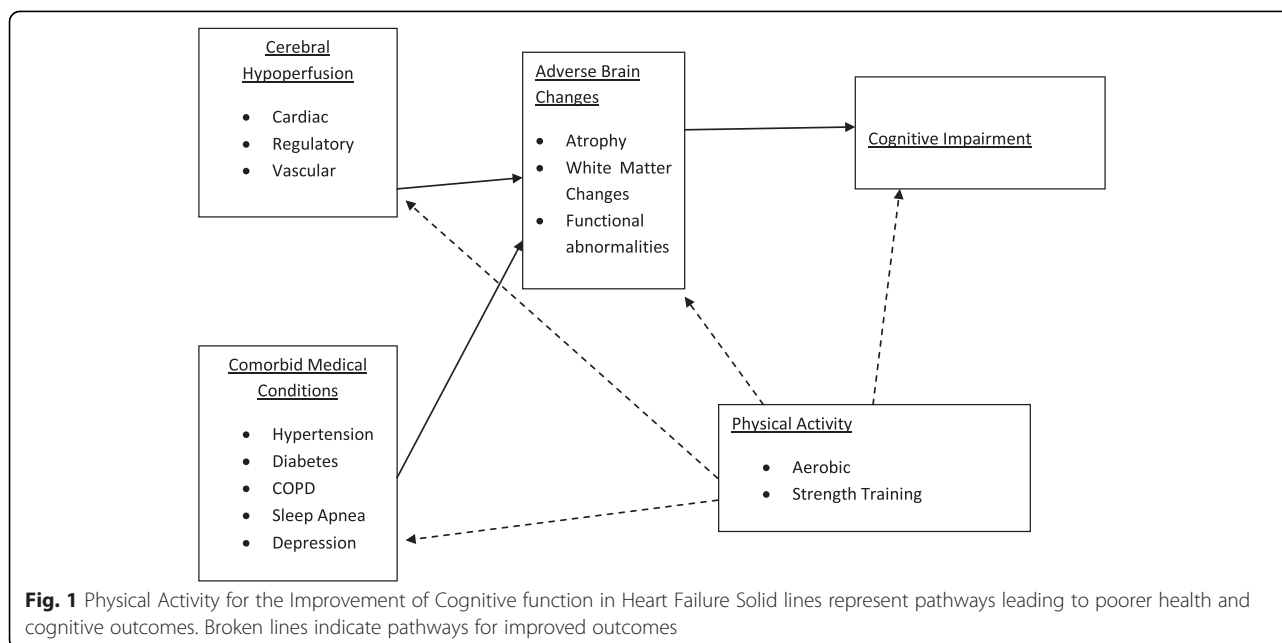 Cerebral
Hypoperfusion
• Cardiac
• Regulatory
• Vascular
Adverse Brain
Changes
• Atrophy
• White Matter
Changes
• Functional
abnormalities
Cognitive Impairment
Comorbid Medical
Conditions
• Hypertension
• Diabetes
• COPD
• Sleep Apnea
• Depression
Physical Activity
• Aerobic
• Strength Training
Fig. 1 Physical Activity for the Improvement of Cognitive function in Heart Failure Solid lines represent pathways leading to poorer health and
cognitive outcomes. Broken lines indicate pathways for improved outcomes